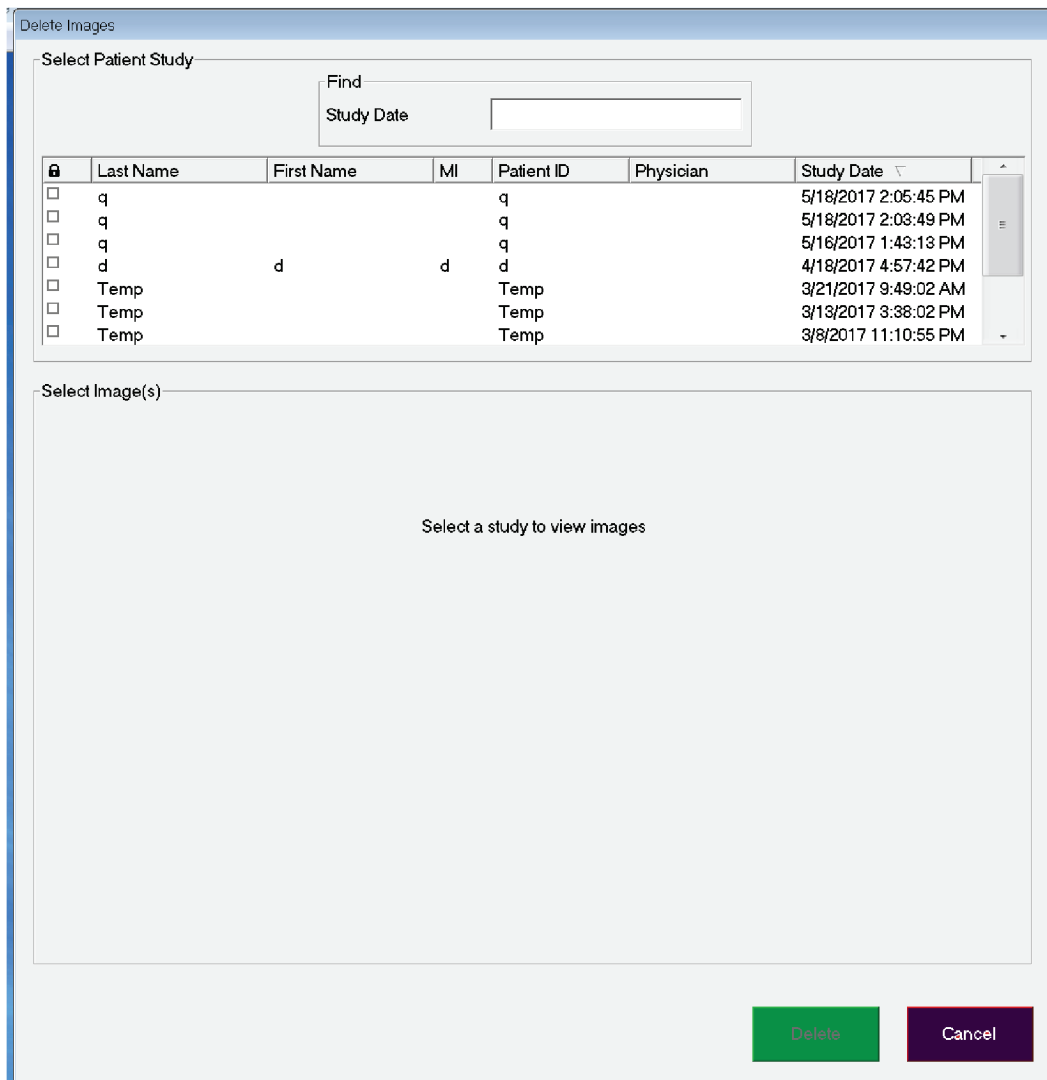 Delete Images
Select Patient Study
Find
Study Date
Last Name First Name MI Patient ID Physician Study Date
q q 5/18/2017 2:05:45 PM
q q 5/18/2017 2:03:49 PM
q q 5/16/2017 1:43:13 PM
d d d d 4/18/2017 4:57:42 PM
Temp Temp 3/21/2017 9:49:02 AM
Temp Temp 3/13/2017 3:38:02 PM
Temp Temp 3/8/2017 11:10:55 PM
Select Image(s)
Select a study to view images
Delete Cancel